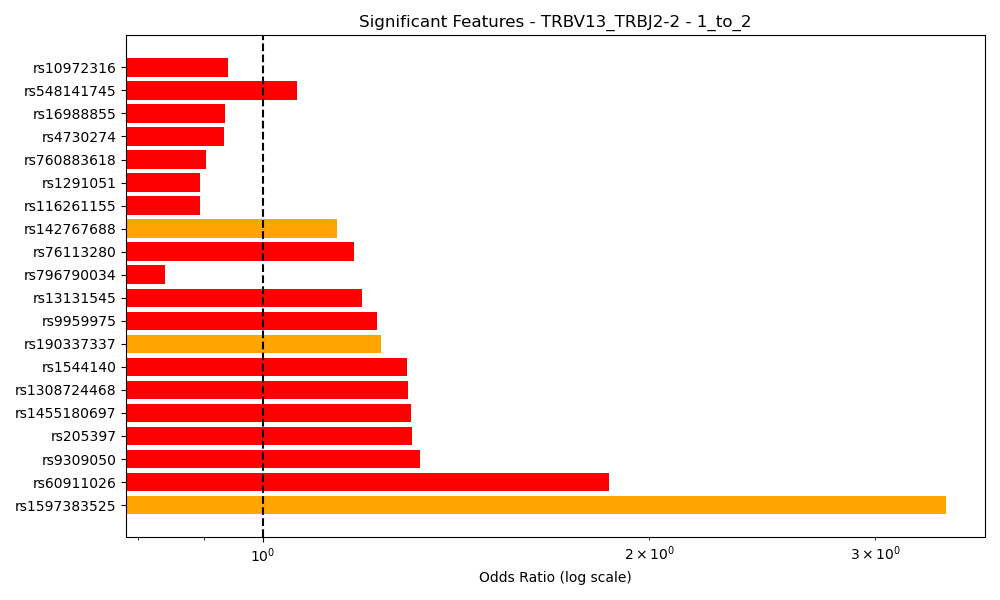 Significant Features - TRBV13_TRBJ2-2 - 1_to_2
rs10972316
rs548141745
rs16988855
rs4730274
rs760883618
rs1291051
rs116261155
rs142767688
rs76113280
rs796790034
rs13131545
rs9959975
rs190337337
rs1544140
rs1308724468
rs1455180697
rs205397
rs9309050
rs60911026
rs1597383525
10⁰ 2 × 10⁰ 3 × 10⁰
Odds Ratio (log scale)